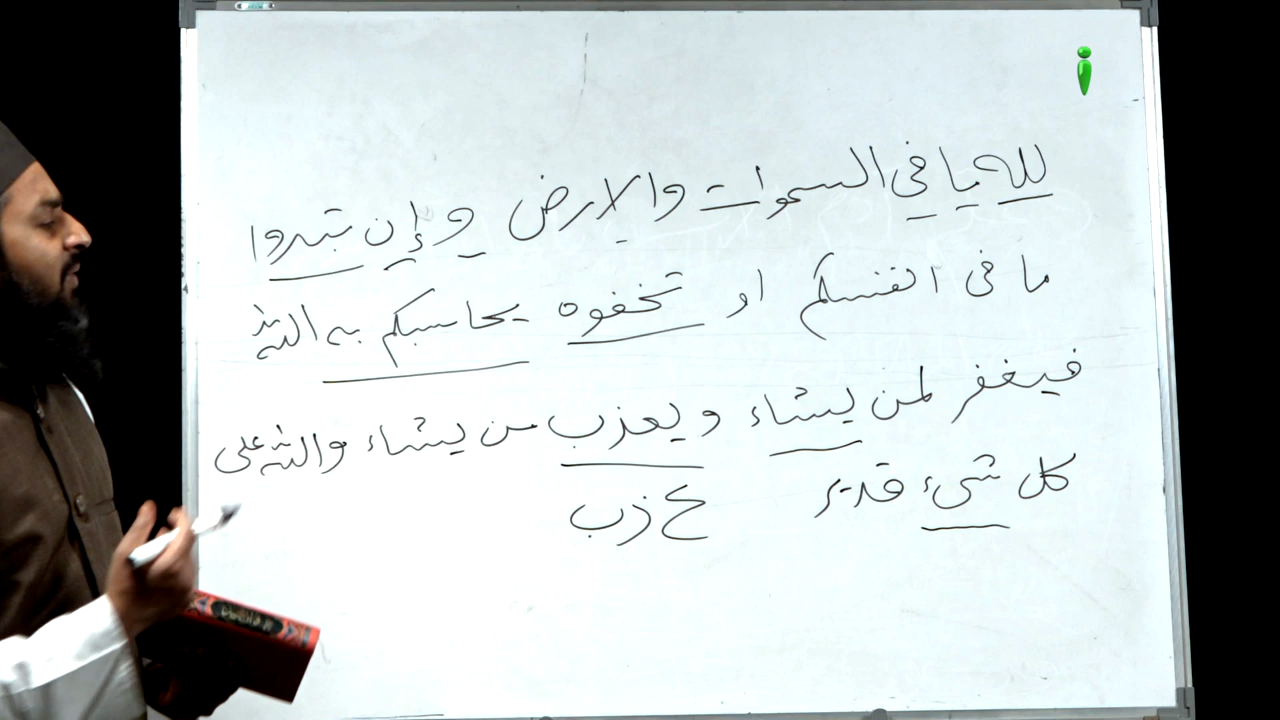 لله ما في السموات والارض وإن تبدوا
ما في انفسكم او تخفوه يحاسبكم به الله
فيغفر لمن يشاء ويعذب من يشاء والله على
كل شيء قدير
ع ذ ب